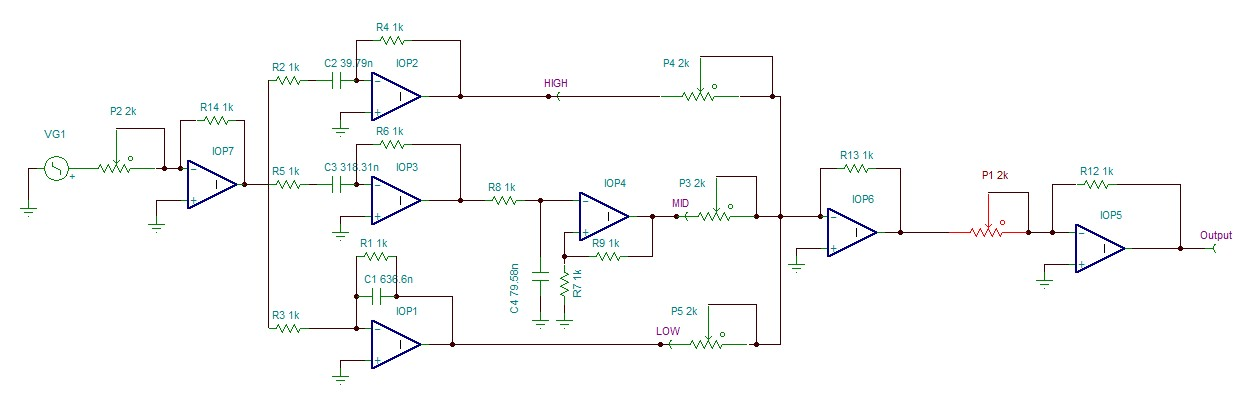 R4 1k
R2 1k
C2 39.79n
IOP2
HIGH
P4 2k
VG1
P2 2k
R14 1k
IOP7
R6 1k
R5 1k
C3 318.31n
IOP3
R8 1k
IOP4
P3 2k
MID
R9 1k
R7 1k
C4 79.58n
R13 1k
IOP6
P1 2k
R12 1k
IOP5
Output
R1 1k
C1 636.6n
R3 1k
IOP1
LOW
P5 2k